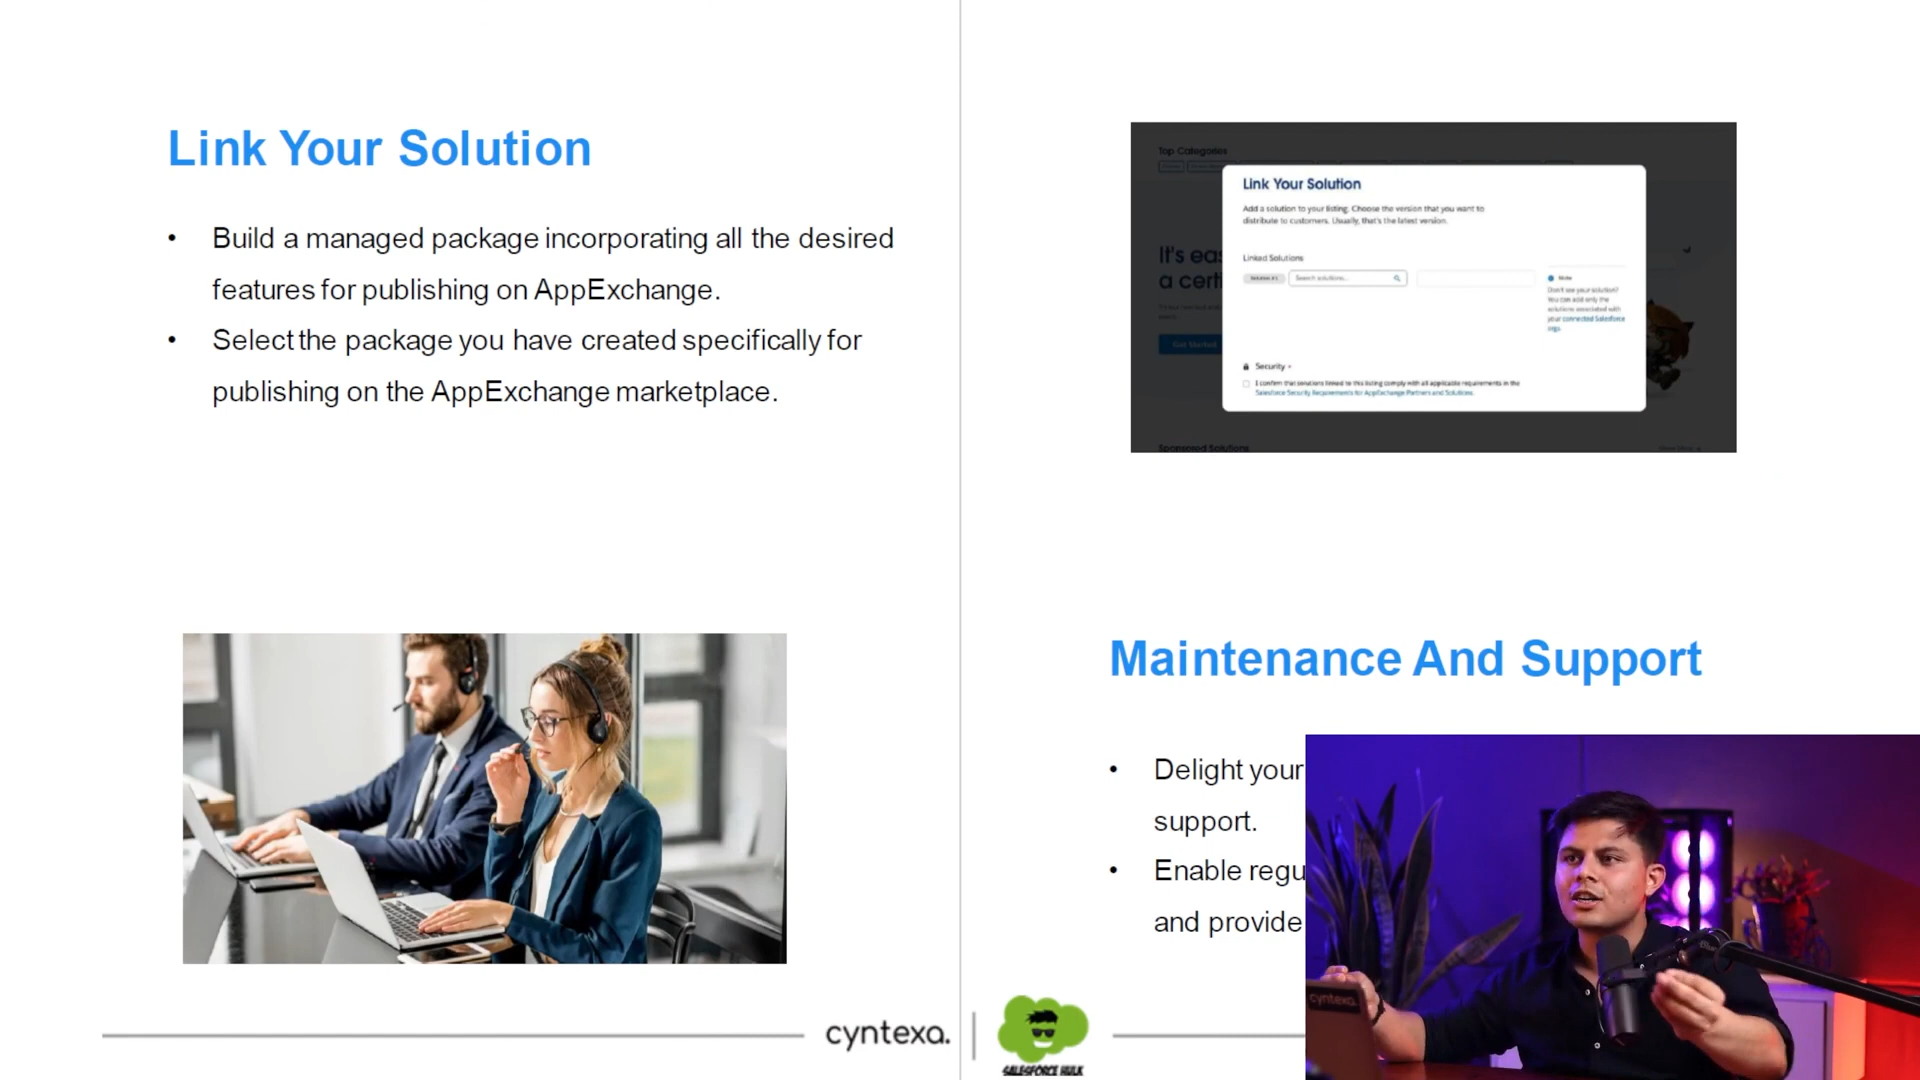 Link Your Solution
• Build a managed package incorporating all the desired
features for publishing on AppExchange.
• Select the package you have created specifically for
publishing on the AppExchange marketplace.
Top Categories
Link Your Solution
Add a solution to your listing. Choose the version that you want to
distribute to customers. Usually, that's the latest version.
It's eas
a certi
Linked Solutions
Solution #1
Search solutions...
Note
Don't see your solution?
You can add only the
solutions associated with
your connected Salesforce
orgs.
Get Started
Security
I confirm that solutions linked to this listing comply with all applicable requirements in the
Salesforce Security Requirements for AppExchange Partners and Solutions.
Sponsored Solutions
Maintenance And Support
• Delight your
support.
• Enable regu
and provide
cyntexa.
cyntexa.
SALESFORCE HULK